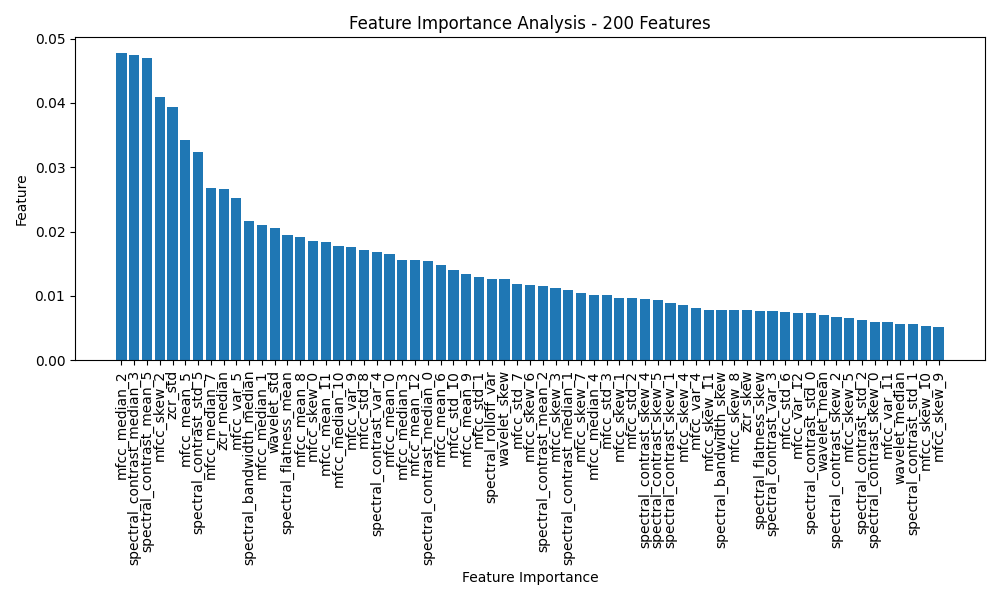 Feature Importance Analysis - 200 Features
0.05
0.04
0.03
0.02
0.01
0.00
Feature
mfcc_median_2
spectral_contrast_median_3
spectral_contrast_mean_5
mfcc_skew_2
zcr_std
mfcc_mean_5
spectral_contrast_std_5
mfcc_median_7
zcr_median
mfcc_var_5
spectral_bandwidth_median
mfcc_median_1
wavelet_std
spectral_flatness_mean
mfcc_mean_8
mfcc_skew_0
mfcc_mean_11
mfcc_median_10
mfcc_var_9
mfcc_std_8
spectral_contrast_var_4
mfcc_mean_0
mfcc_median_3
mfcc_mean_12
spectral_contrast_median_0
mfcc_mean_6
mfcc_std_10
mfcc_mean_9
mfcc_std_1
spectral_rolloff_var
wavelet_skew
mfcc_std_7
mfcc_skew_6
spectral_contrast_mean_2
mfcc_skew_3
spectral_contrast_median_1
mfcc_skew_7
mfcc_median_4
mfcc_std_3
mfcc_skew_1
mfcc_std_2
spectral_contrast_skew_4
spectral_contrast_skew_5
spectral_contrast_skew_1
mfcc_skew_4
mfcc_var_4
mfcc_skew_11
spectral_bandwidth_skew
mfcc_skew_8
zcr_skew
spectral_flatness_skew
spectral_contrast_var_3
mfcc_std_6
mfcc_var_12
spectral_contrast_std_0
wavelet_mean
spectral_contrast_skew_2
mfcc_skew_5
spectral_contrast_std_2
spectral_contrast_skew_0
mfcc_var_11
wavelet_median
spectral_contrast_std_1
mfcc_skew_10
mfcc_skew_9
Feature Importance